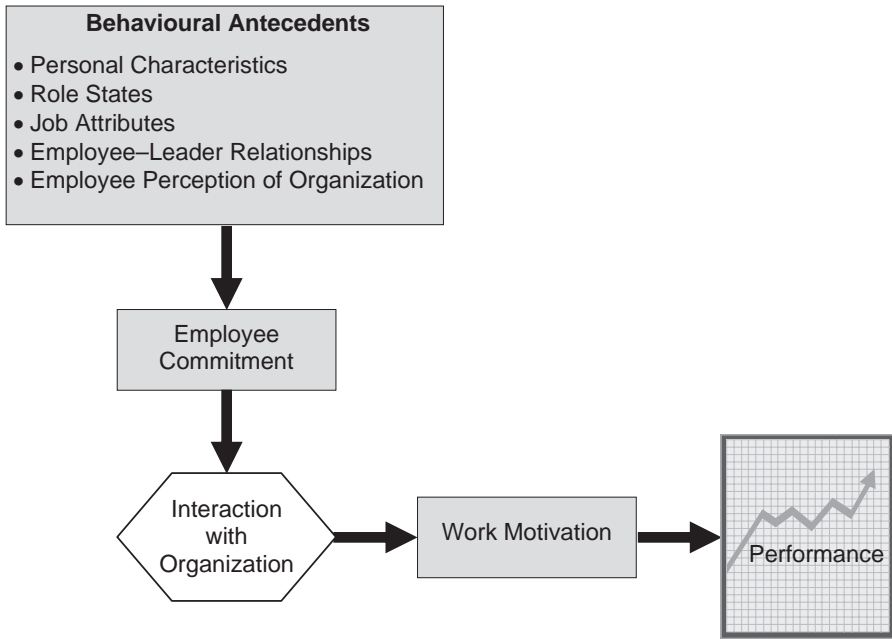 Behavioural Antecedents
• Personal Characteristics
• Role States
• Job Attributes
• Employee–Leader Relationships
• Employee Perception of Organization
Employee
Commitment
Interaction
with
Organization
Work Motivation
Performance